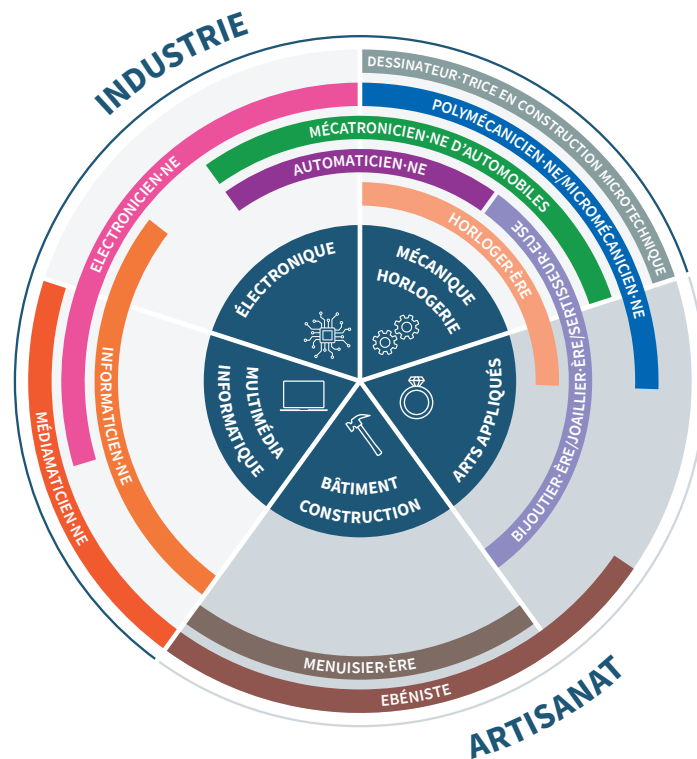 INDUSTRIE
DESSINATEUR·TRICE EN CONSTRUCTION MICROTECHNIQUE
POLYMÉCANICIEN·NE/MICROMÉCANICIEN·NE
MÉCATRONICIEN·NE D'AUTOMOBILES
AUTOMATICIEN·NE
ELECTRONICIEN·NE
HORLOGER·ÈRE
BIJOUTIER·ÈRE/JOAILLIER·ÈRE/SERTISSEUR·EUSE
INFORMATICIEN·NE
MÉDIAMATICIEN·NE
ÉLECTRONIQUE
MÉCANIQUE
HORLOGERIE
MULTIMÉDIA
INFORMATIQUE
ARTS APPLIQUÉS
BÂTIMENT
CONSTRUCTION
MENUISIER·ÈRE
EBÉNISTE
ARTISANAT